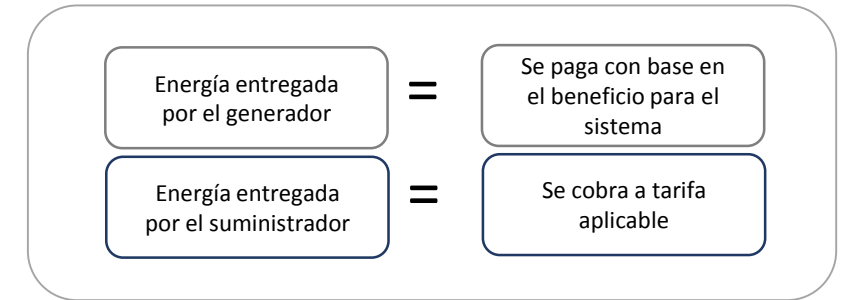 Energía entregada
por el generador
=
Se paga con base en
el beneficio para el
sistema
Energía entregada
por el suministrador
=
Se cobra a tarifa
aplicable